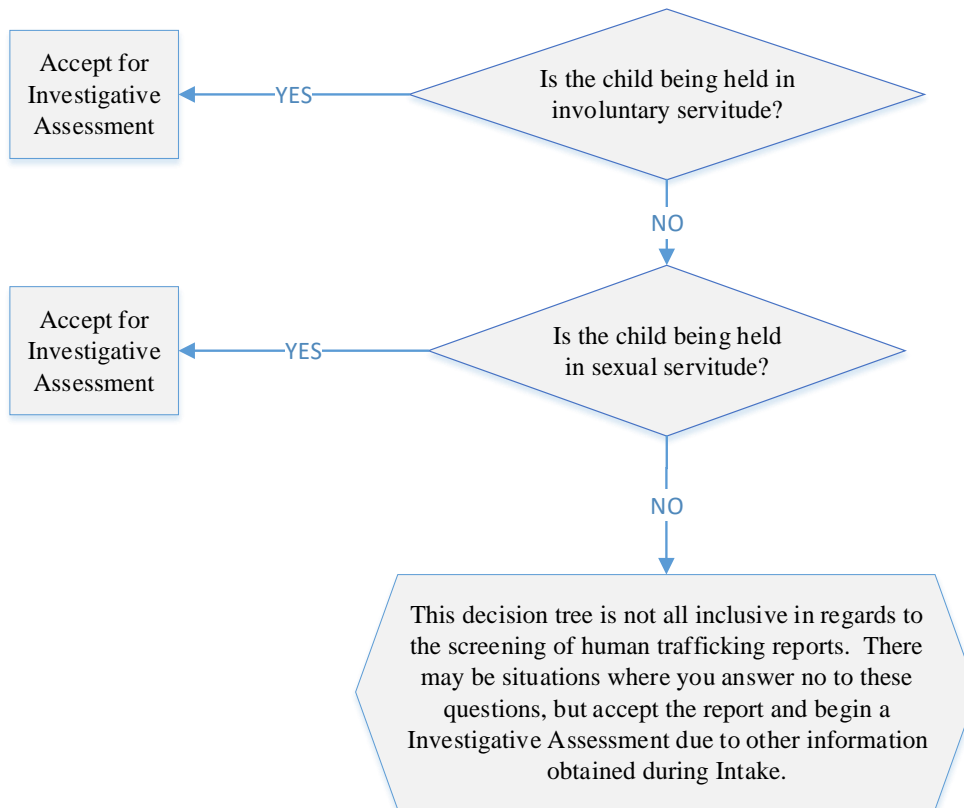 Accept for
Investigative
Assessment
YES
Is the child being held in
involuntary servitude?
NO
Accept for
Investigative
Assessment
YES
Is the child being held
in sexual servitude?
NO
This decision tree is not all inclusive in regards to
the screening of human trafficking reports.  There
may be situations where you answer no to these
questions, but accept the report and begin a
Investigative Assessment due to other information
obtained during Intake.